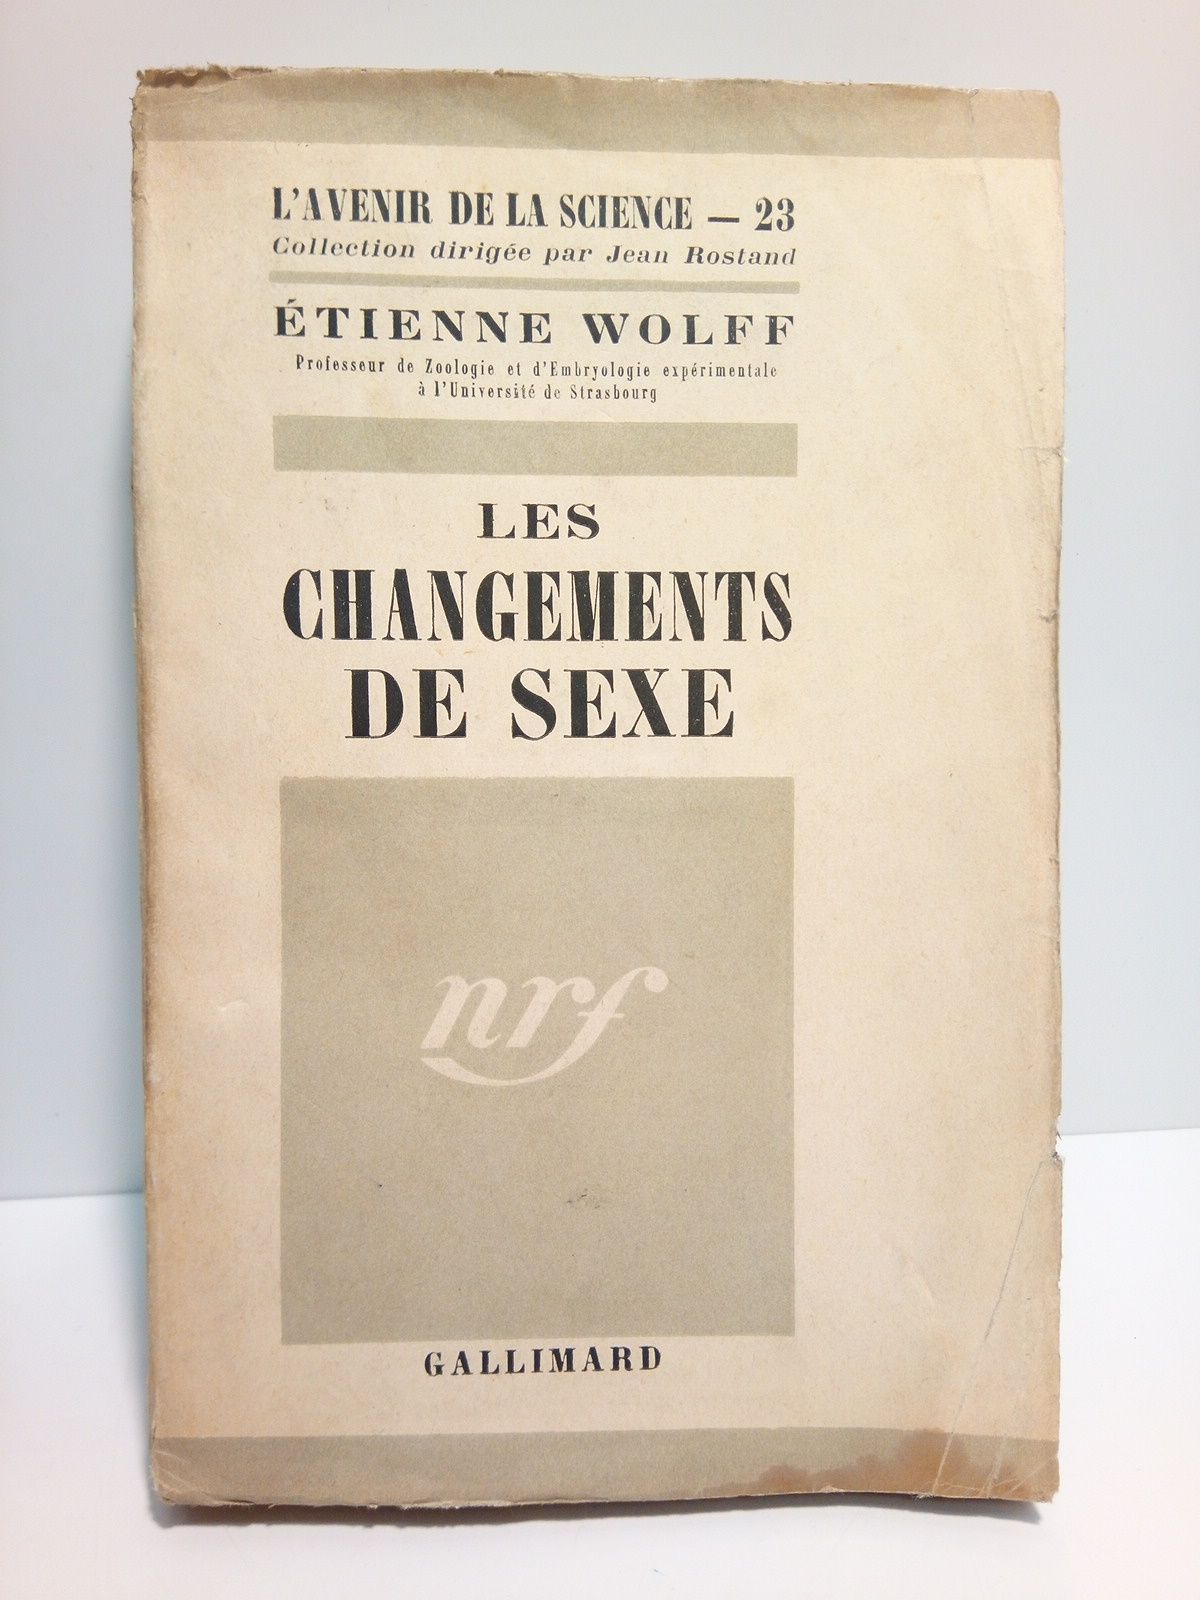 L'AVENIR DE LA SCIENCE — 23
Collection dirigée par Jean Rostand
ÉTIENNE WOLFF
Professeur de Zoologie et d'Embryologie expérimentale
à l'Université de Strasbourg
LES
CHANGEMENTS
DE SEXE
nrf
GALLIMARD